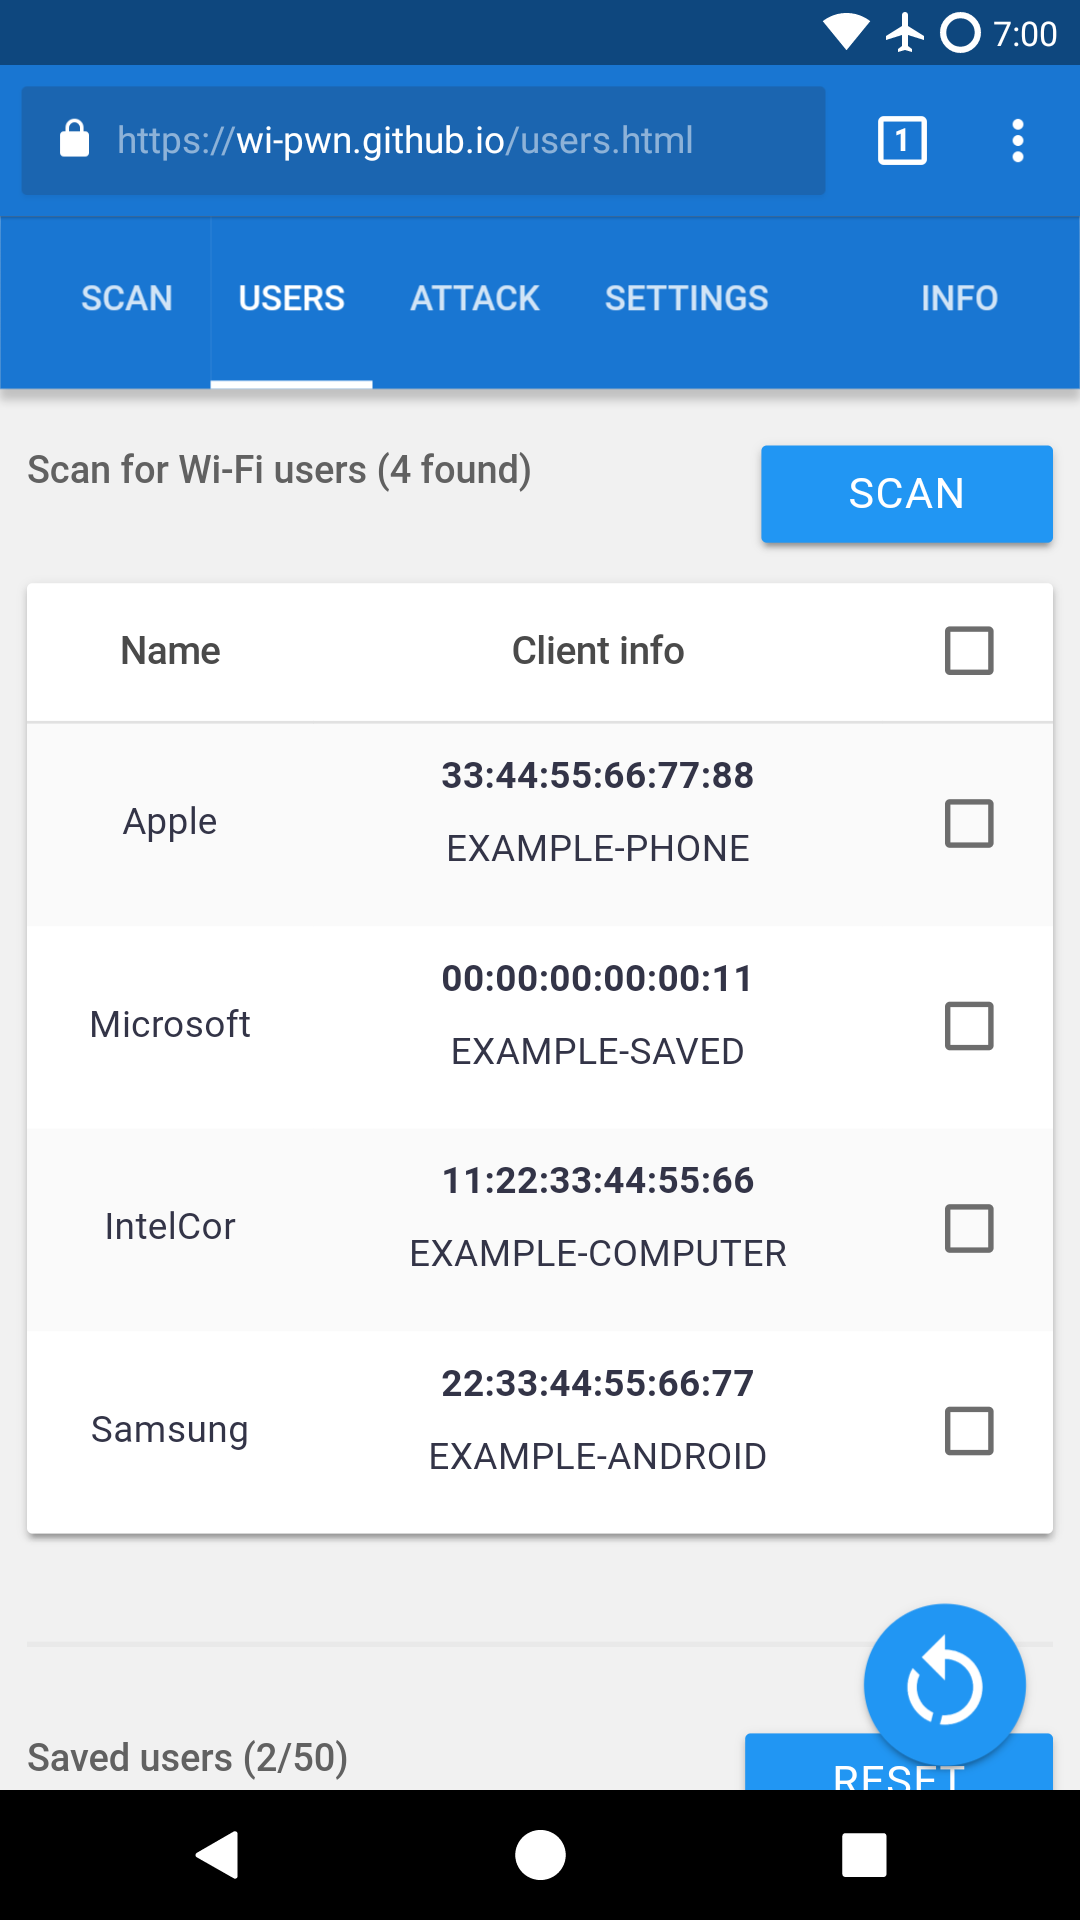 7:00
https://wi-pwn.github.io/users.html
1
SCAN USERS ATTACK SETTINGS INFO
Scan for Wi-Fi users (4 found)
SCAN
Name Client info
Apple
33:44:55:66:77:88
EXAMPLE-PHONE
Microsoft
00:00:00:00:00:11
EXAMPLE-SAVED
IntelCor
11:22:33:44:55:66
EXAMPLE-COMPUTER
Samsung
22:33:44:55:66:77
EXAMPLE-ANDROID
Saved users (2/50)
RESET